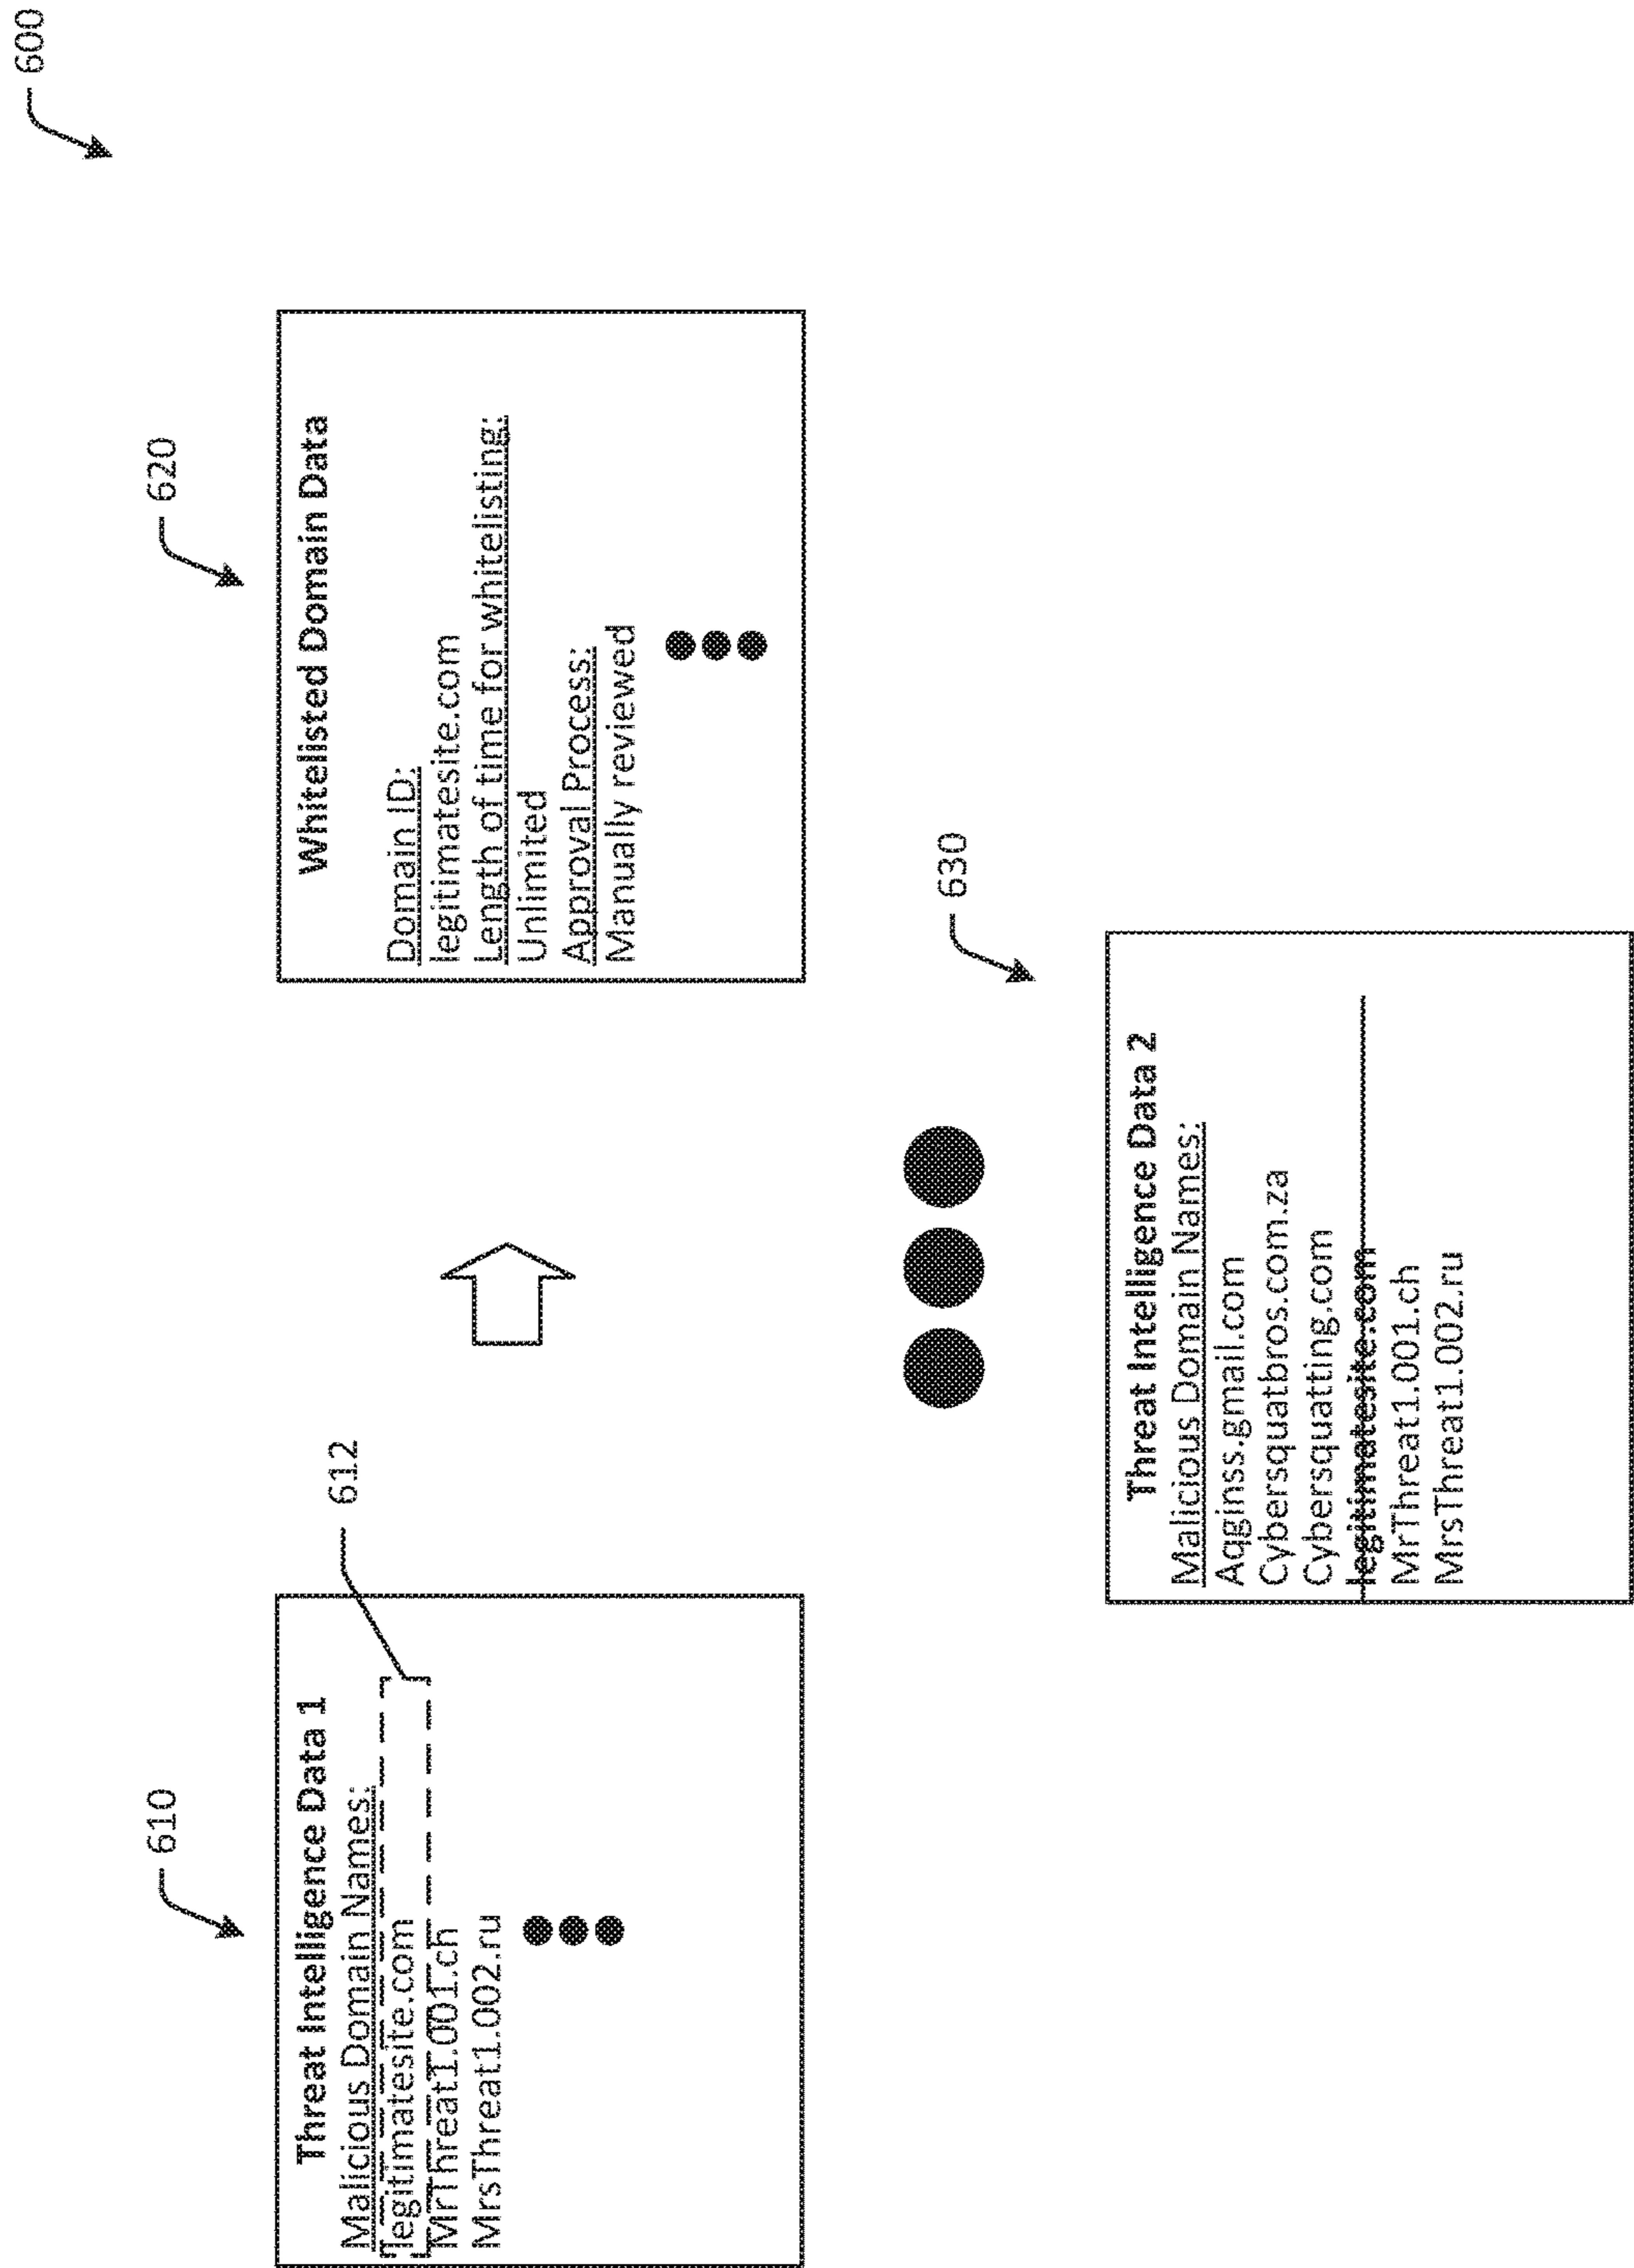 600
610
Threat Intelligence Data 1
Malicious Domain Names:
legitimatesite.com
MrThreat1.001.ch
MrsThreat1.002.ru
612
620
Whitelisted Domain Data
Domain ID:
legitimatesite.com
Length of time for whitelisting:
Unlimited
Approval Process:
Manually reviewed
630
Threat Intelligence Data 2
Malicious Domain Names:
Aqginss.gmail.com
Cybersquatbros.com.za
Cybersquatting.com
legitimatesite.com
MrThreat1.001.ch
MrsThreat1.002.ru